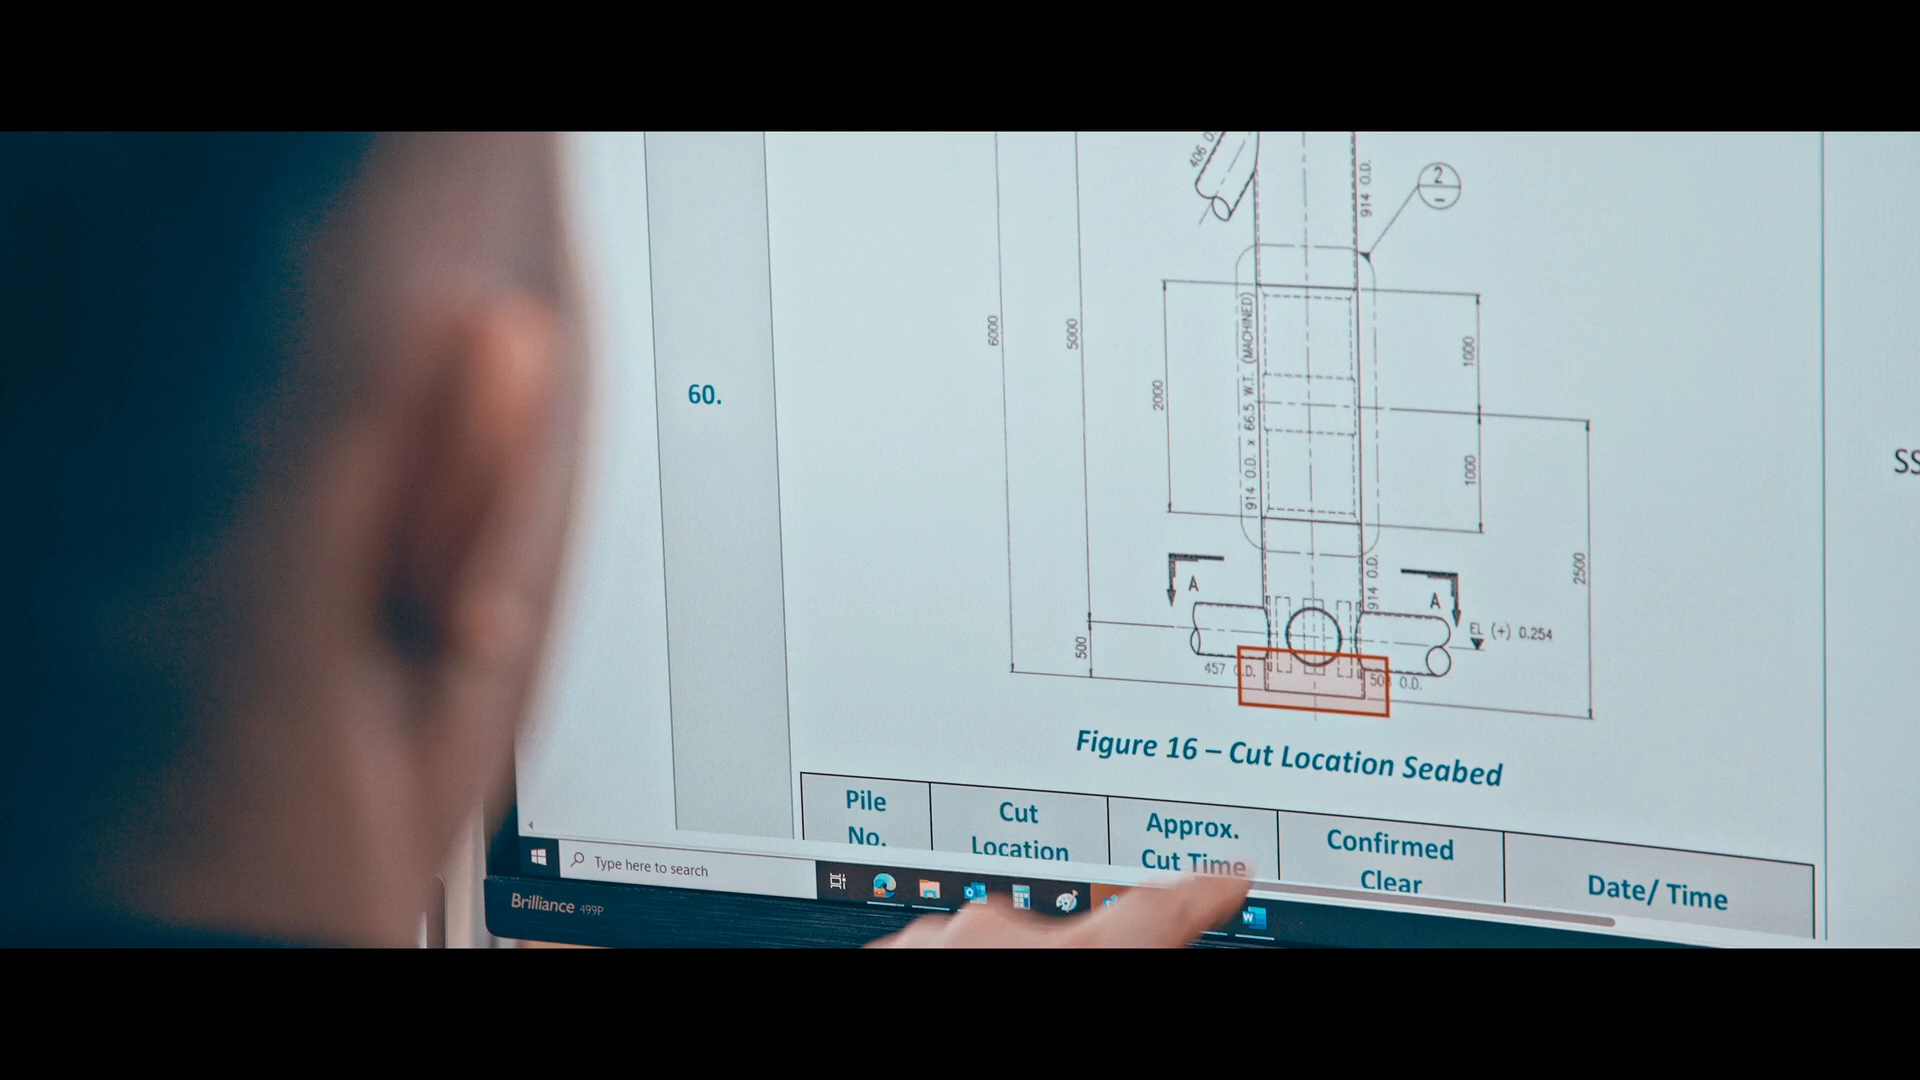 406 O.
914 O.D.
2
-
6000
5000
2000
914 O.D. x 66.5 W.T. (MACHINED)
1000
1000
2500
60.
SS
A
A
914 O.D.
EL (+) 0.254
500
457 O.D.
O.D.
Figure 16 – Cut Location Seabed
Pile No.
Cut Location
Approx. Cut Time
Confirmed Clear
Date/ Time
Type here to search
Brilliance 499P